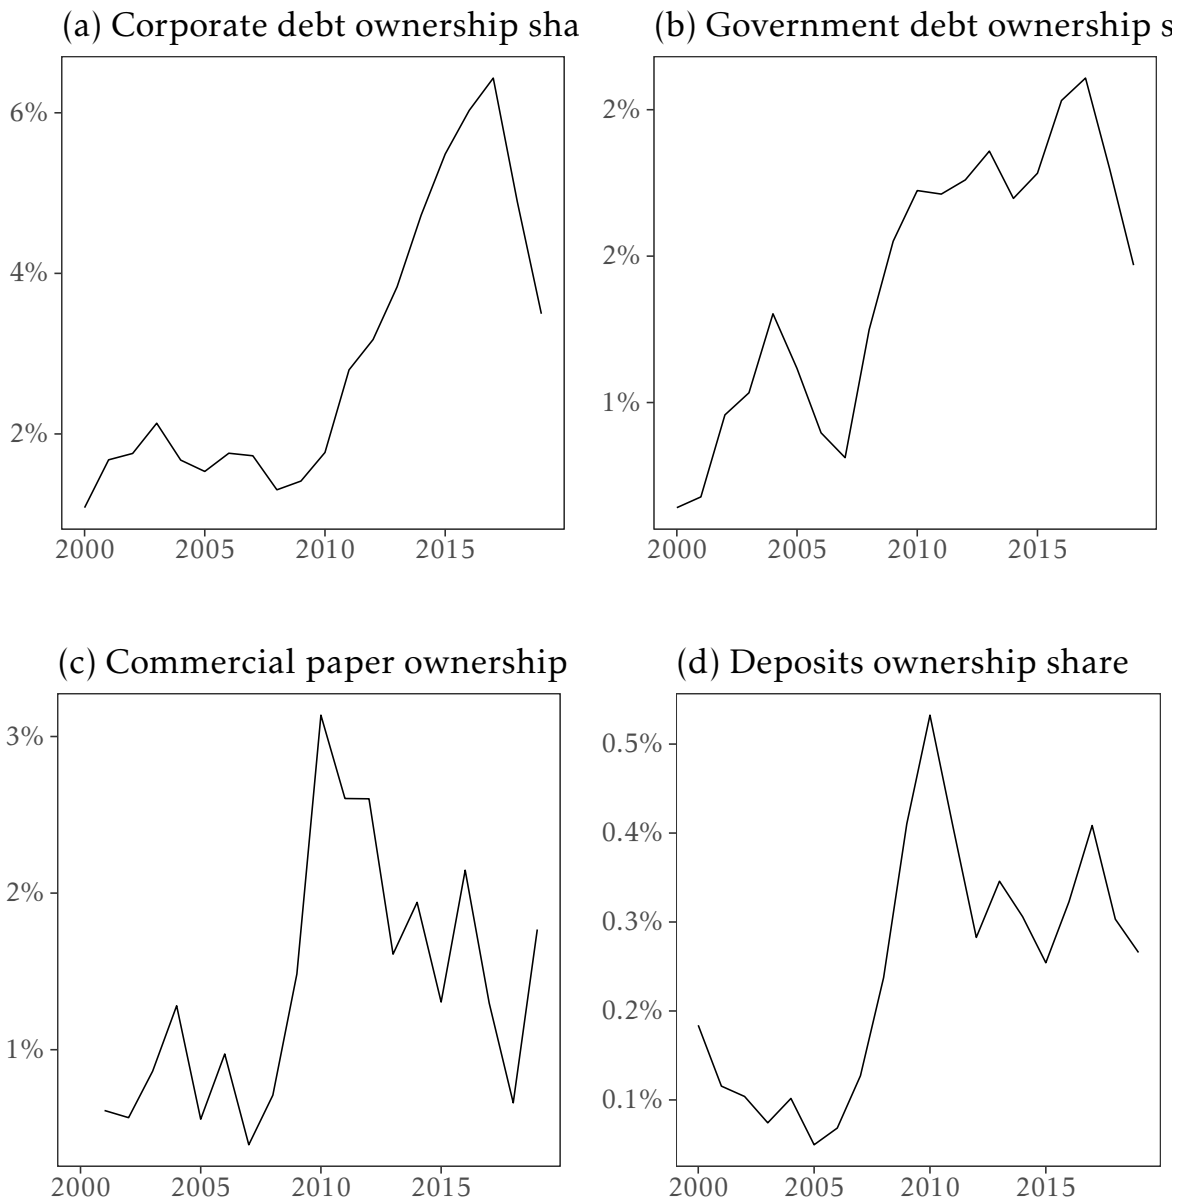 (a) Corporate debt ownership sha
6%
4%
2%
2000 2005 2010 2015
(b) Government debt ownership s
2%
2%
1%
2000 2005 2010 2015
(c) Commercial paper ownership
3%
2%
1%
2000 2005 2010 2015
(d) Deposits ownership share
0.5%
0.4%
0.3%
0.2%
0.1%
2000 2005 2010 2015